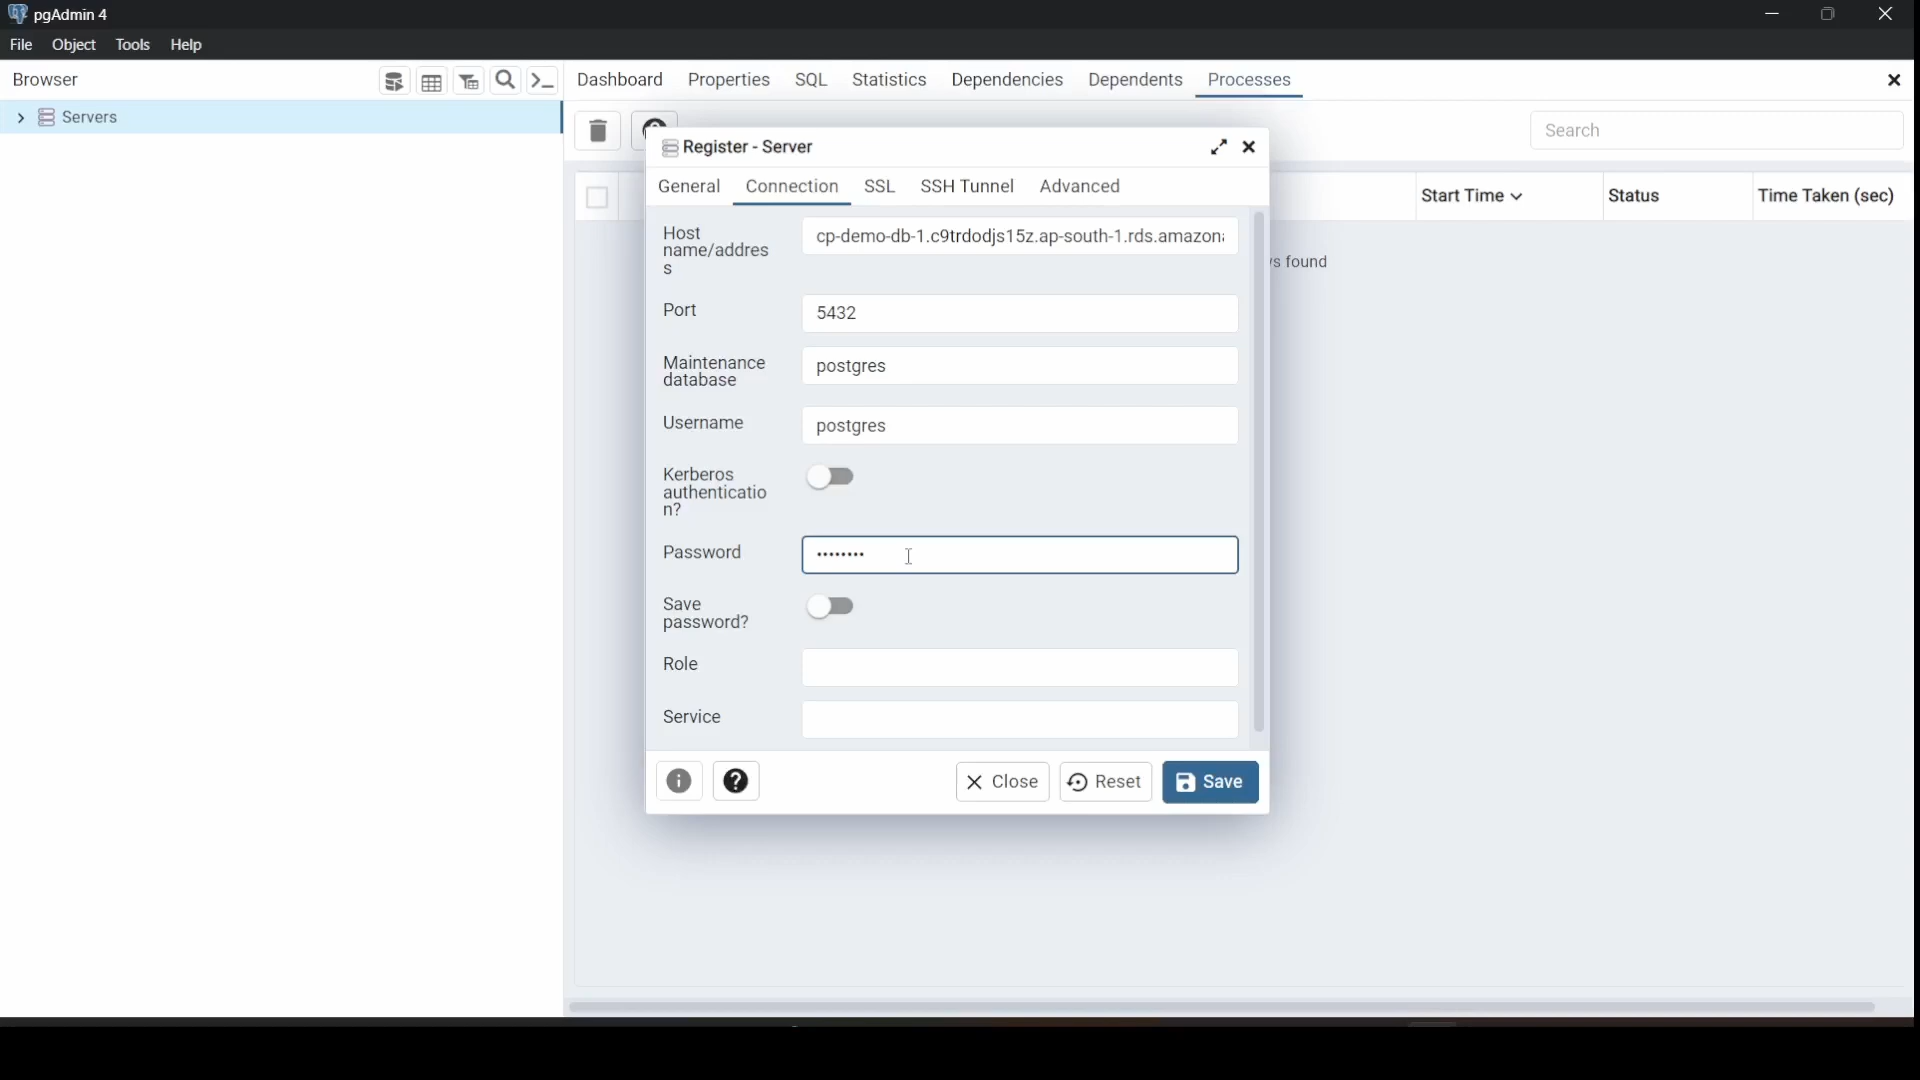 pgAdmin 4
File Object Tools Help
Browser
Dashboard Properties SQL Statistics Dependencies Dependents Processes
Servers
Search
Register - Server
General Connection SSL SSH Tunnel Advanced
Start Time Status Time Taken (sec)
Host
name/addres
s
cp-demo-db-1.c9trdodjs15z.ap-south-1.rds.amazon
s found
Port 5432
Maintenance
database
postgres
Username postgres
Kerberos
authenticatio
n?
Password ••••••••
Save
password?
Role
Service
Close Reset Save